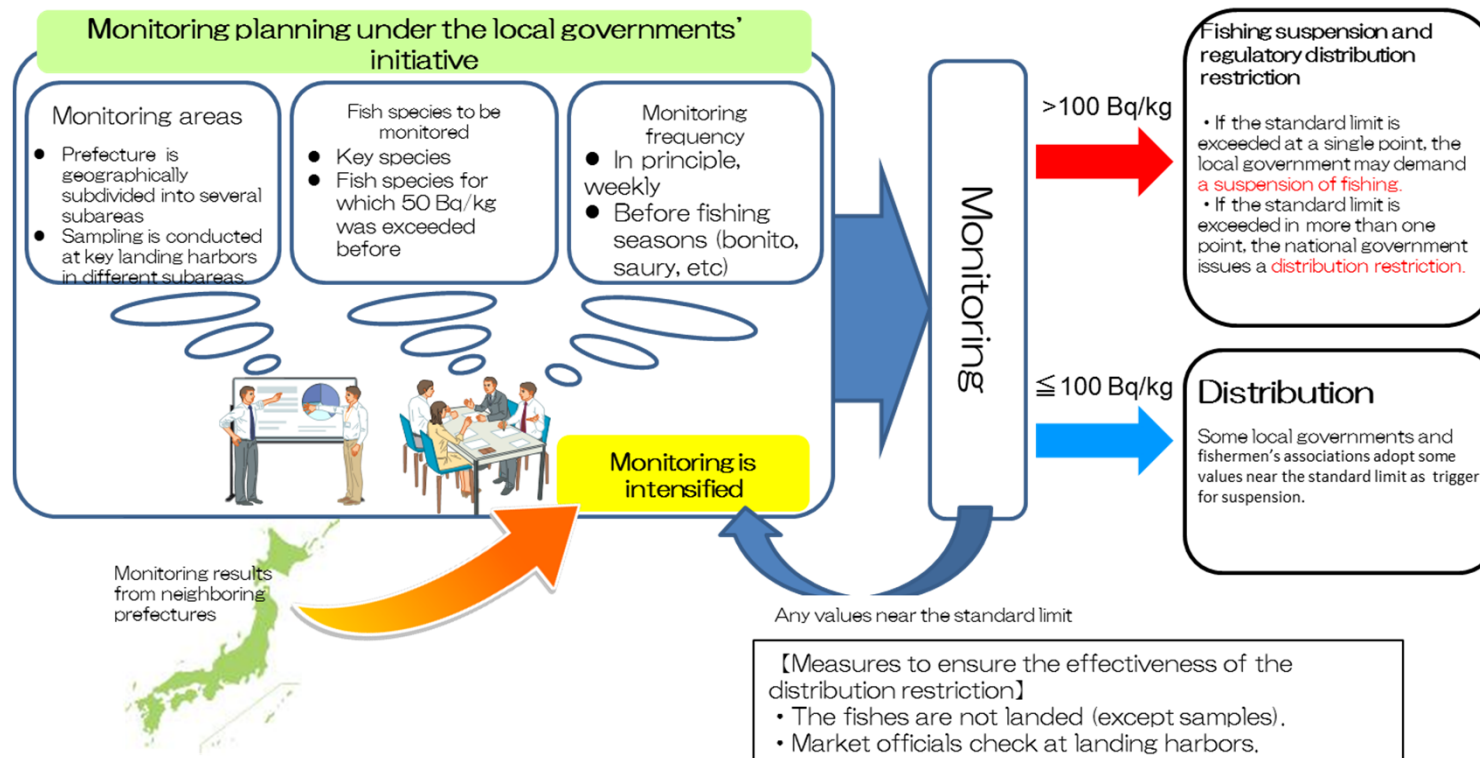 Monitoring planning under the local governments'
initiative
Monitoring areas
● Prefecture is
geographically
subdivided into several
subareas
● Sampling is conducted
at key landing harbors
in different subareas.
Fish species to be
monitored
● Key species
● Fish species for
which 50 Bq/kg
was exceeded
before
Monitoring
frequency
● In principle,
weekly
● Before fishing
seasons (bonito,
saury, etc)
Monitoring is
intensified
Monitoring results
from neighboring
prefectures
Monitoring
Any values near the standard limit
>100 Bq/kg
≦100 Bq/kg
Fishing suspension and
regulatory distribution
restriction
・If the standard limit is
exceeded at a single point, the
local government may demand
a suspension of fishing.
・If the standard limit is
exceeded in more than one
point, the national government
issues a distribution restriction.
Distribution
Some local governments and
fishermen's associations adopt some
values near the standard limit as trigger
for suspension.
【Measures to ensure the effectiveness of the
distribution restriction】
・The fishes are not landed (except samples).
・Market officials check at landing harbors.